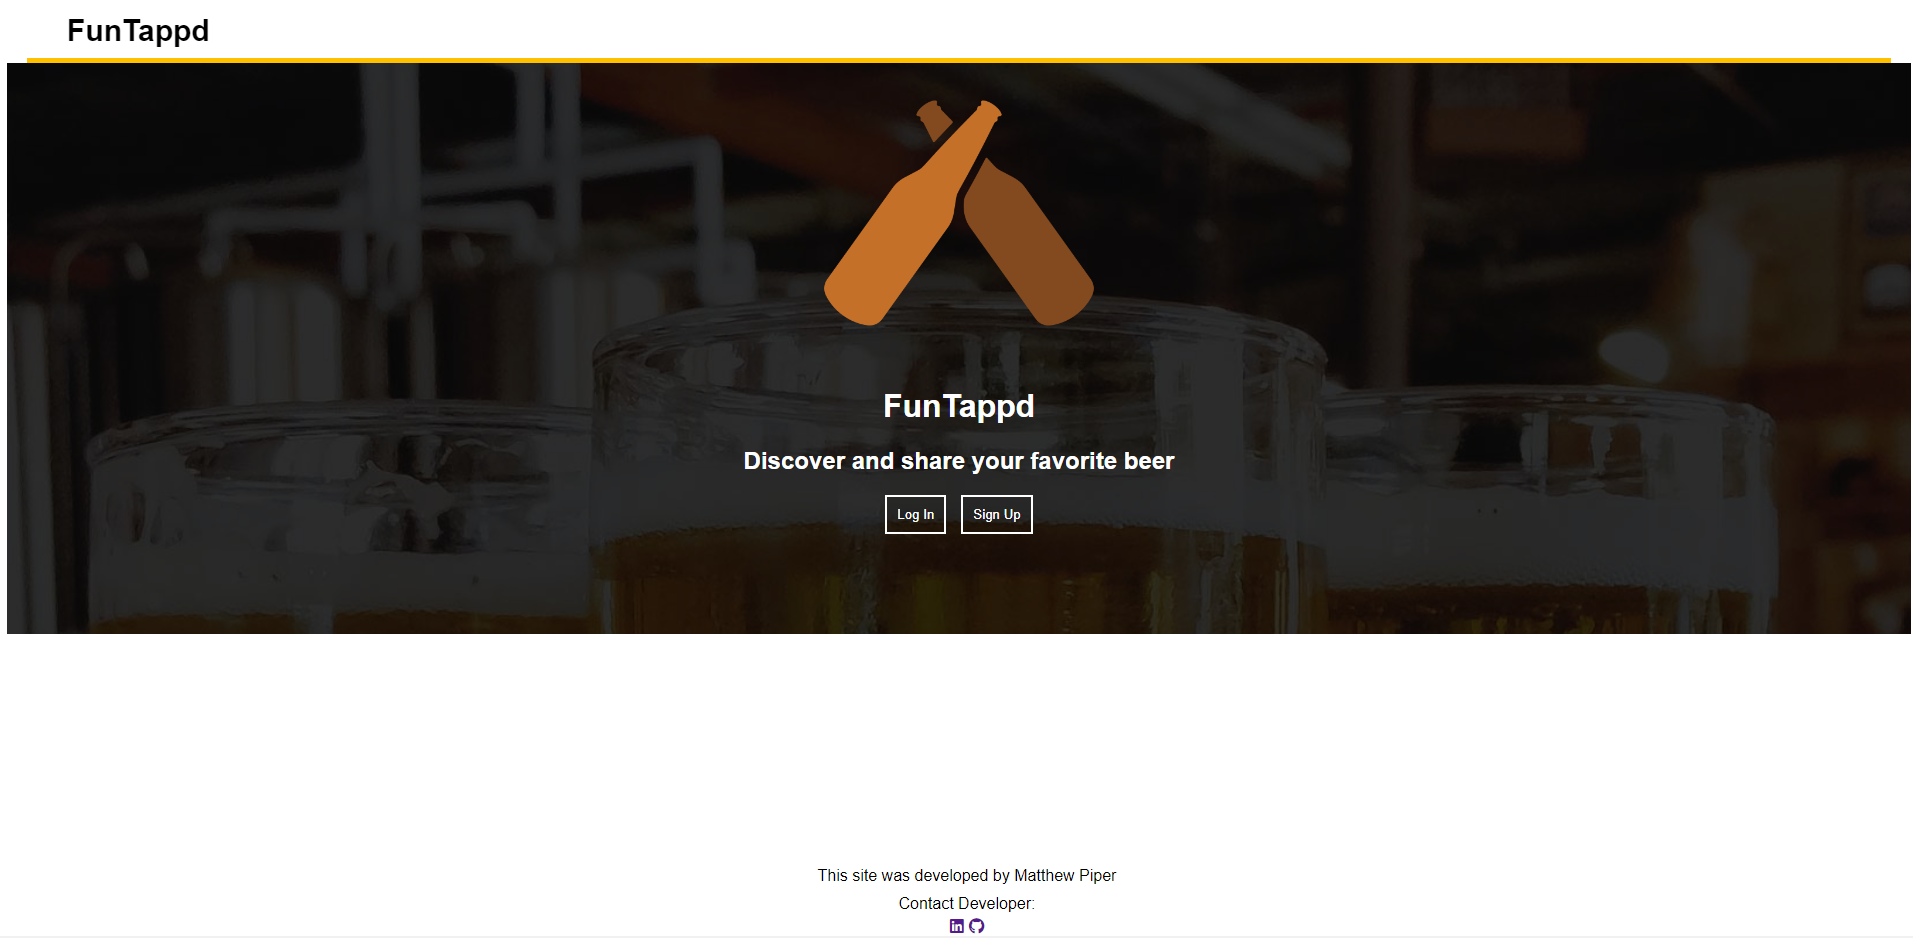 FunTappd
FunTappd
Discover and share your favorite beer
Log In
Sign Up
This site was developed by Matthew Piper
Contact Developer:
in